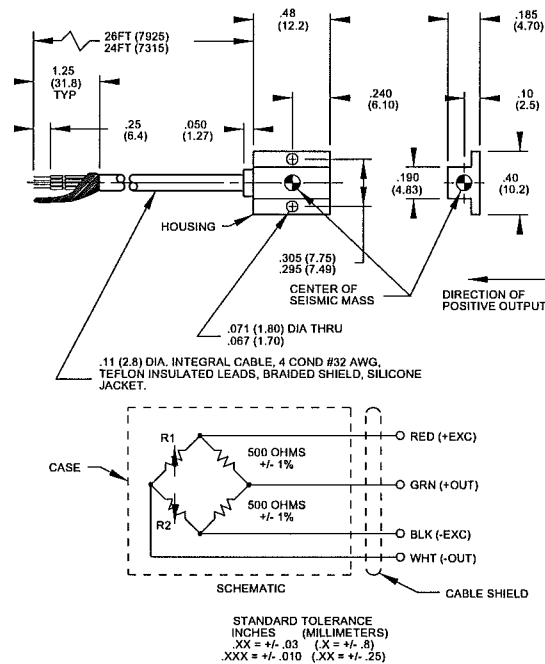 26FT (7925)
24FT (7315)
1.25
(31.8)
TYP
.25
(6.4)
.050
(1.27)
.48
(12.2)
.240
(6.10)
.185
(4.70)
.10
(2.5)
.190
(4.83)
.40
(10.2)
HOUSING
.305 (7.75)
.295 (7.49)
CENTER OF
SEISMIC MASS
DIRECTION OF
POSITIVE OUTPUT
.071 (1.80) DIA THRU
.067 (1.70)
.11 (2.8) DIA. INTEGRAL CABLE, 4 COND #32 AWG,
TEFLON INSULATED LEADS, BRAIDED SHIELD, SILICONE
JACKET.
CASE
R1
500 OHMS
+/- 1%
R2
500 OHMS
+/- 1%
RED (+EXC)
GRN (+OUT)
BLK (-EXC)
WHT (-OUT)
SCHEMATIC
CABLE SHIELD
STANDARD TOLERANCE
INCHES (MILLIMETERS)
.XX = +/- .03 (.X = +/- .8)
.XXX = +/- .010 (.XX = +/- .25)